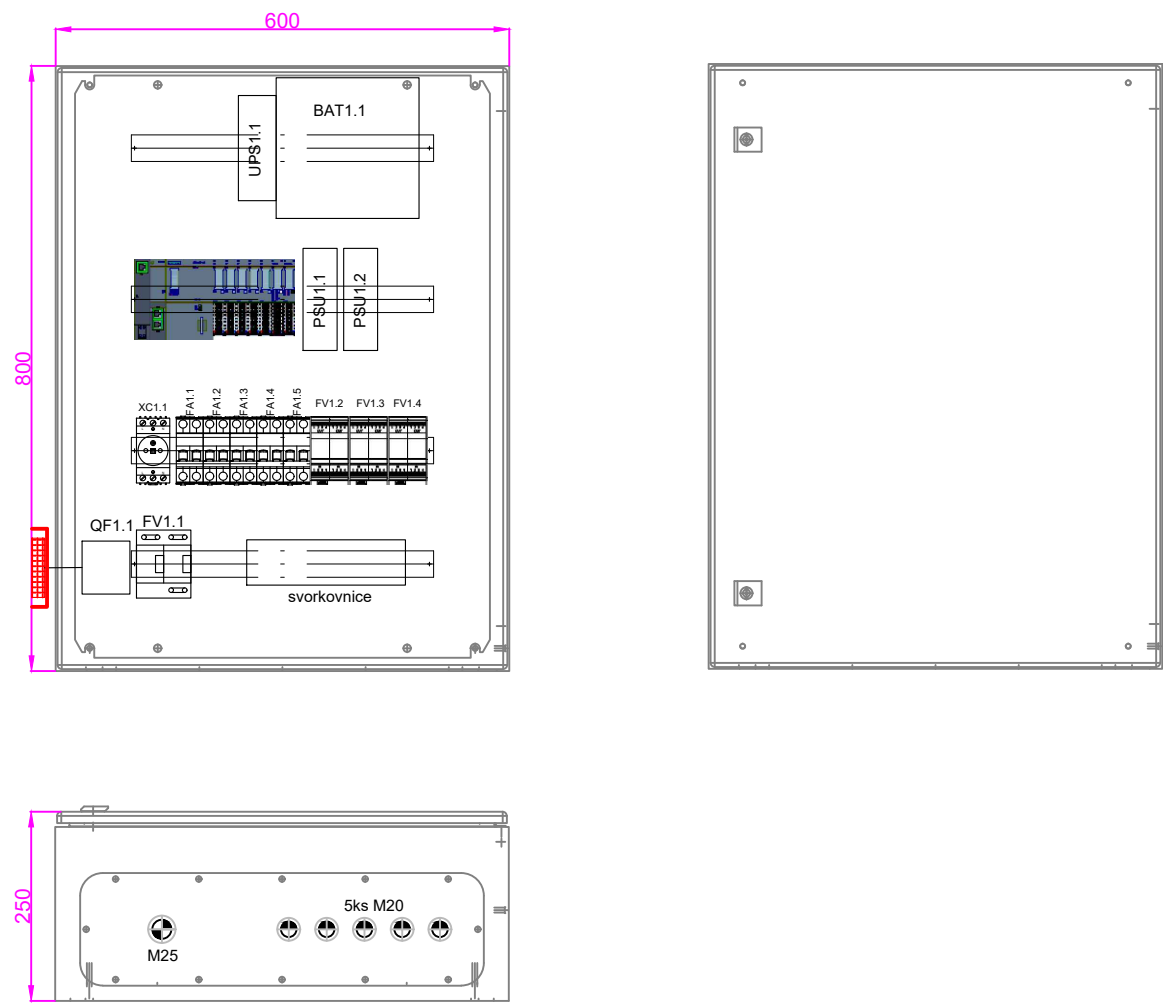 600
BAT1.1
UPS1.1
PSU1.1
PSU1.2
800
XC1.1
FA1.1
FA1.2
FA1.3
FA1.4
FA1.5
FV1.2
FV1.3
FV1.4
QF1.1
FV1.1
svorkovnice
250
5ks M20
M25